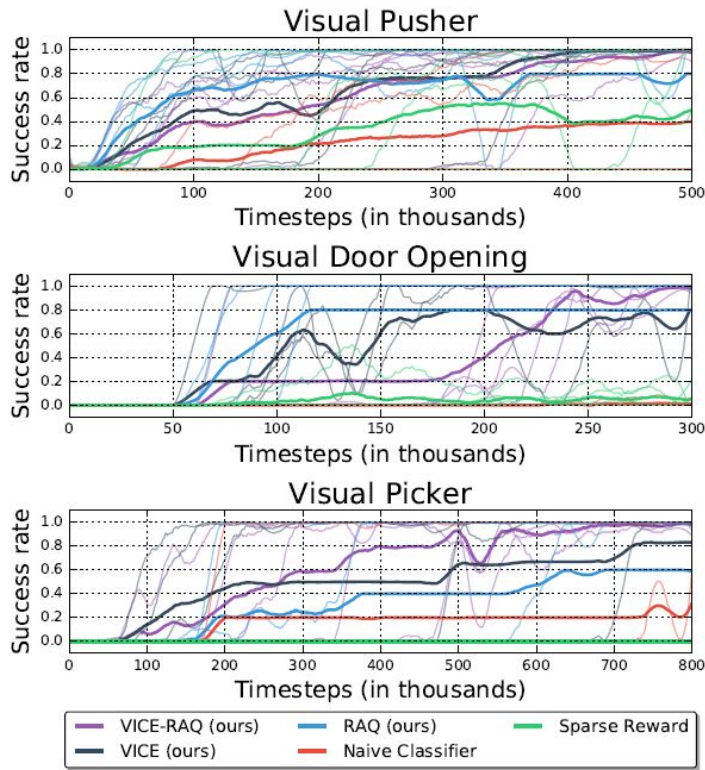 Visual Pusher
Success rate
1.0
0.8
0.6
0.4
0.2
0.0
0 100 200 300 400 500
Timesteps (in thousands)
Visual Door Opening
Success rate
1.0
0.8
0.6
0.4
0.2
0.0
0 50 100 150 200 250 300
Timesteps (in thousands)
Visual Picker
Success rate
1.0
0.8
0.6
0.4
0.2
0.0
0 100 200 300 400 500 600 700 800
Timesteps (in thousands)
VICE-RAQ (ours) RAQ (ours) Sparse Reward
VICE (ours) Naive Classifier